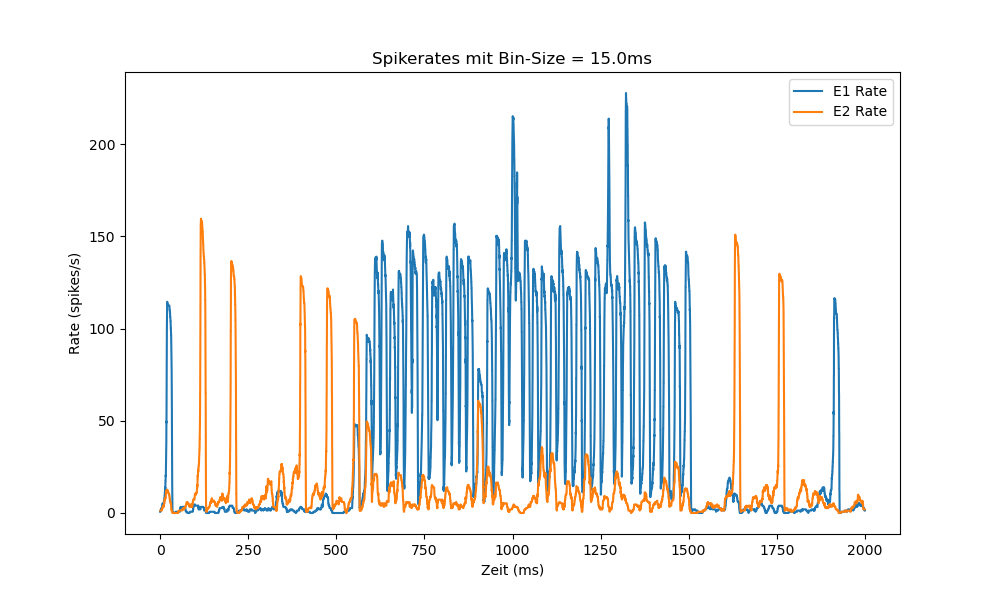 Spikerates mit Bin-Size = 15.0ms
E1 Rate
E2 Rate
Rate (spikes/s)
200
150
100
50
0
0 250 500 750 1000 1250 1500 1750 2000
Zeit (ms)